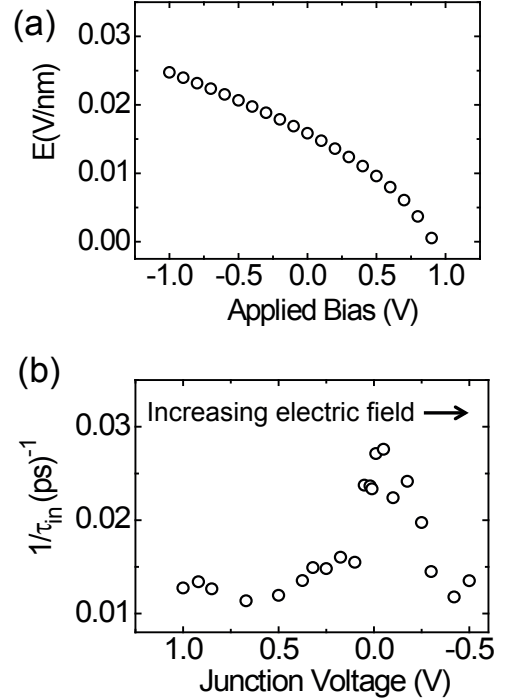 (a)
0.03
0.02
0.01
0.00
E(V/nm)
-1.0 -0.5 0.0 0.5 1.0
Applied Bias (V)
(b)
Increasing electric field →
0.03
0.02
0.01
1/τin (ps)-1
1.0 0.5 0.0 -0.5
Junction Voltage (V)